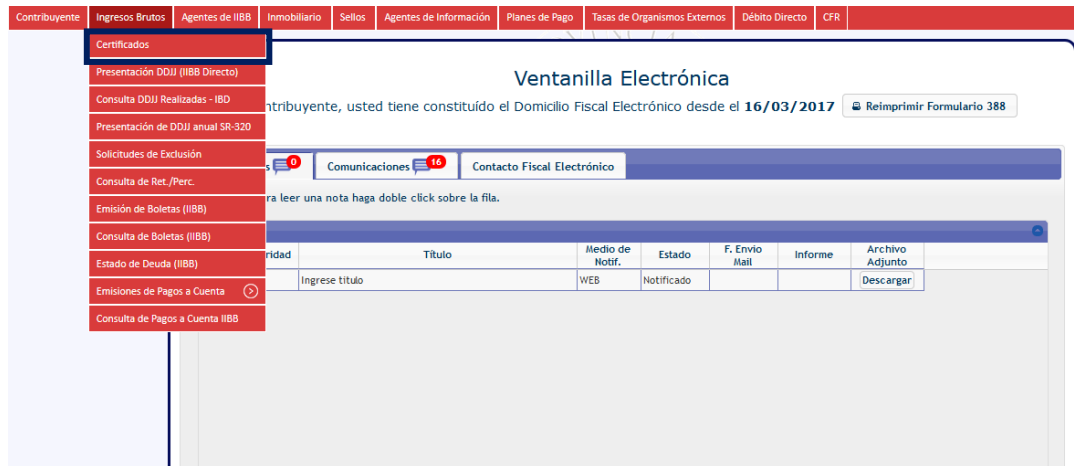 Contribuyente Ingresos Brutos Agentes de IIBB Inmobiliario Sellos Agentes de Información Planes de Pago Tasas de Organismos Externos Débito Directo CFR
Certificados
Presentación DDJJ (IIBB Directo)
Consulta DDJJ Realizadas - IBD
Presentación de DDJJ anual SR-320
Solicitudes de Exclusión
Consulta de Ret./Perc.
Emisión de Boletas (IIBB)
Consulta de Boletas (IIBB)
Estado de Deuda (IIBB)
Emisiones de Pagos a Cuenta
Consulta de Pagos a Cuenta IIBB
Ventanilla Electrónica
ntribuyente, usted tiene constituído el Domicilio Fiscal Electrónico desde el 16/03/2017 Reimprimir Formulario 388
s 0 Comunicaciones 16 Contacto Fiscal Electrónico
ra leer una nota haga doble click sobre la fila.
ridad Título Medio de Notif. Estado F. Envio Mail Informe Archivo Adjunto
Ingrese titulo WEB Notificado Descargar